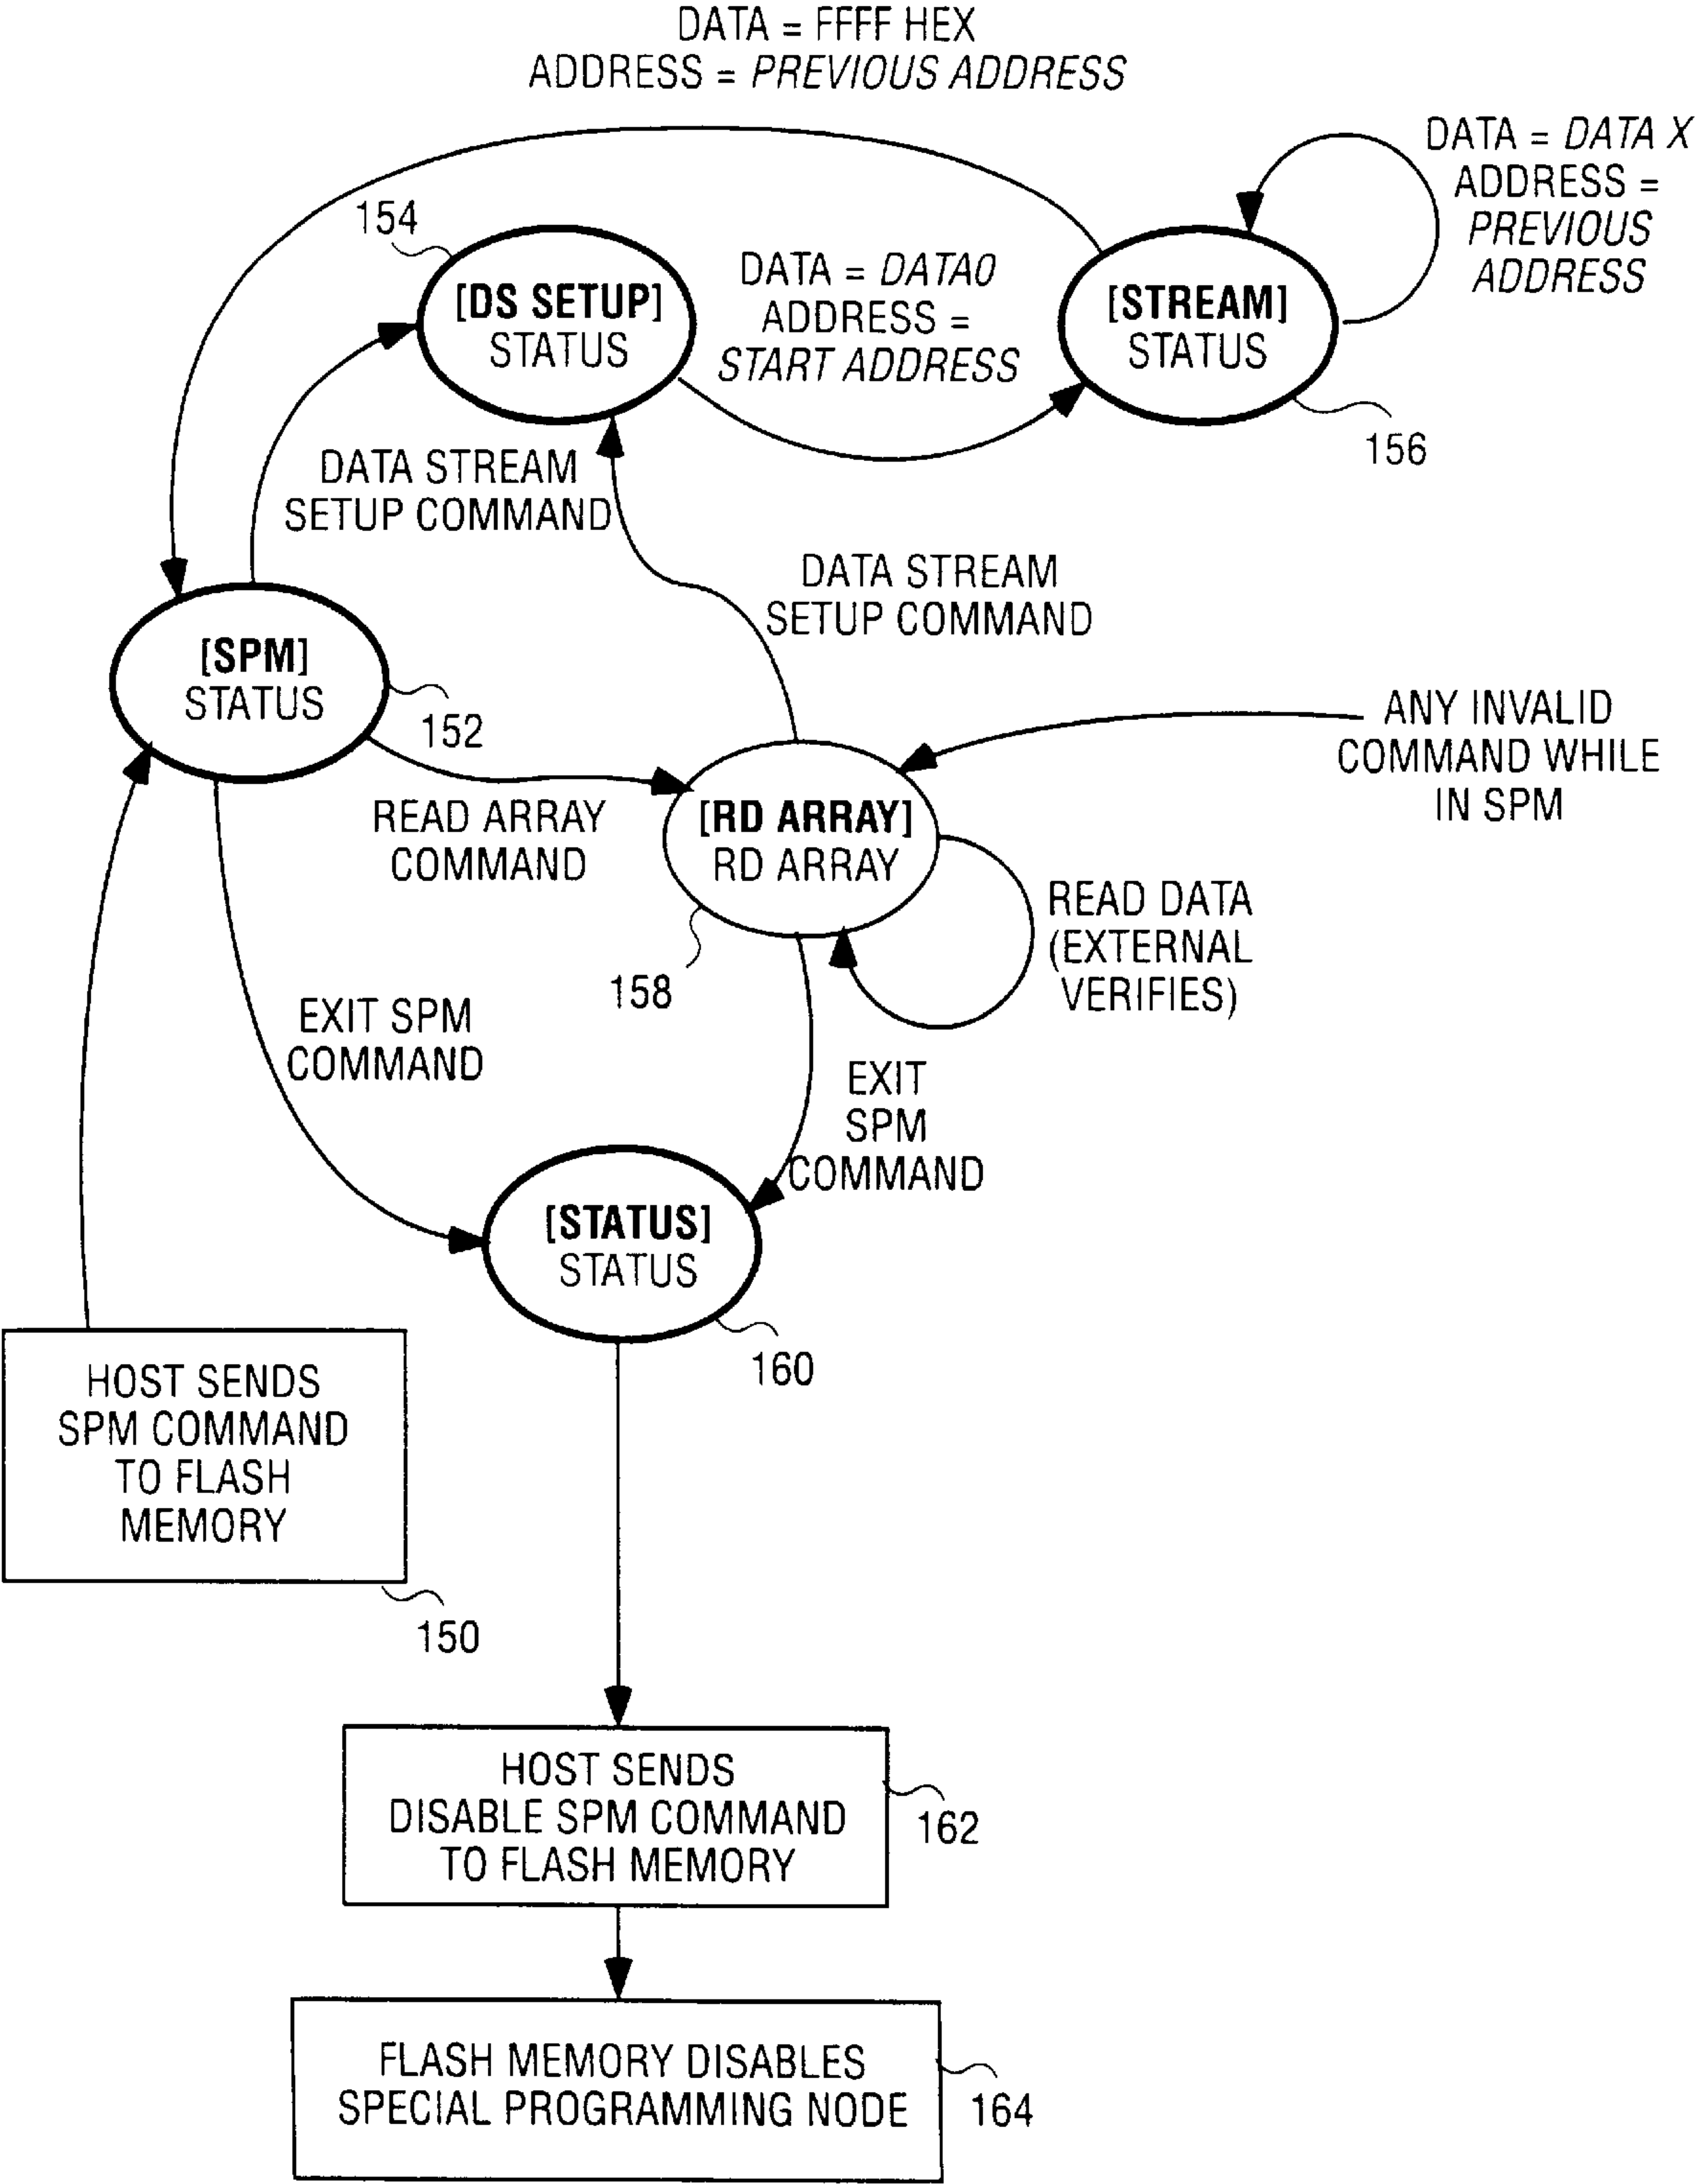 DATA = FFFF HEX
ADDRESS = PREVIOUS ADDRESS
DATA = DATA X
ADDRESS =
PREVIOUS
ADDRESS
154
[DS SETUP]
STATUS
DATA = DATA0
ADDRESS =
START ADDRESS
[STREAM]
STATUS
156
DATA STREAM
SETUP COMMAND
DATA STREAM
SETUP COMMAND
[SPM]
STATUS
152
ANY INVALID
COMMAND WHILE
IN SPM
READ ARRAY
COMMAND
[RD ARRAY]
RD ARRAY
158
READ DATA
(EXTERNAL
VERIFIES)
EXIT SPM
COMMAND
EXIT
SPM
COMMAND
[STATUS]
STATUS
160
HOST SENDS
SPM COMMAND
TO FLASH
MEMORY
150
HOST SENDS
DISABLE SPM COMMAND
TO FLASH MEMORY
162
FLASH MEMORY DISABLES
SPECIAL PROGRAMMING NODE
164